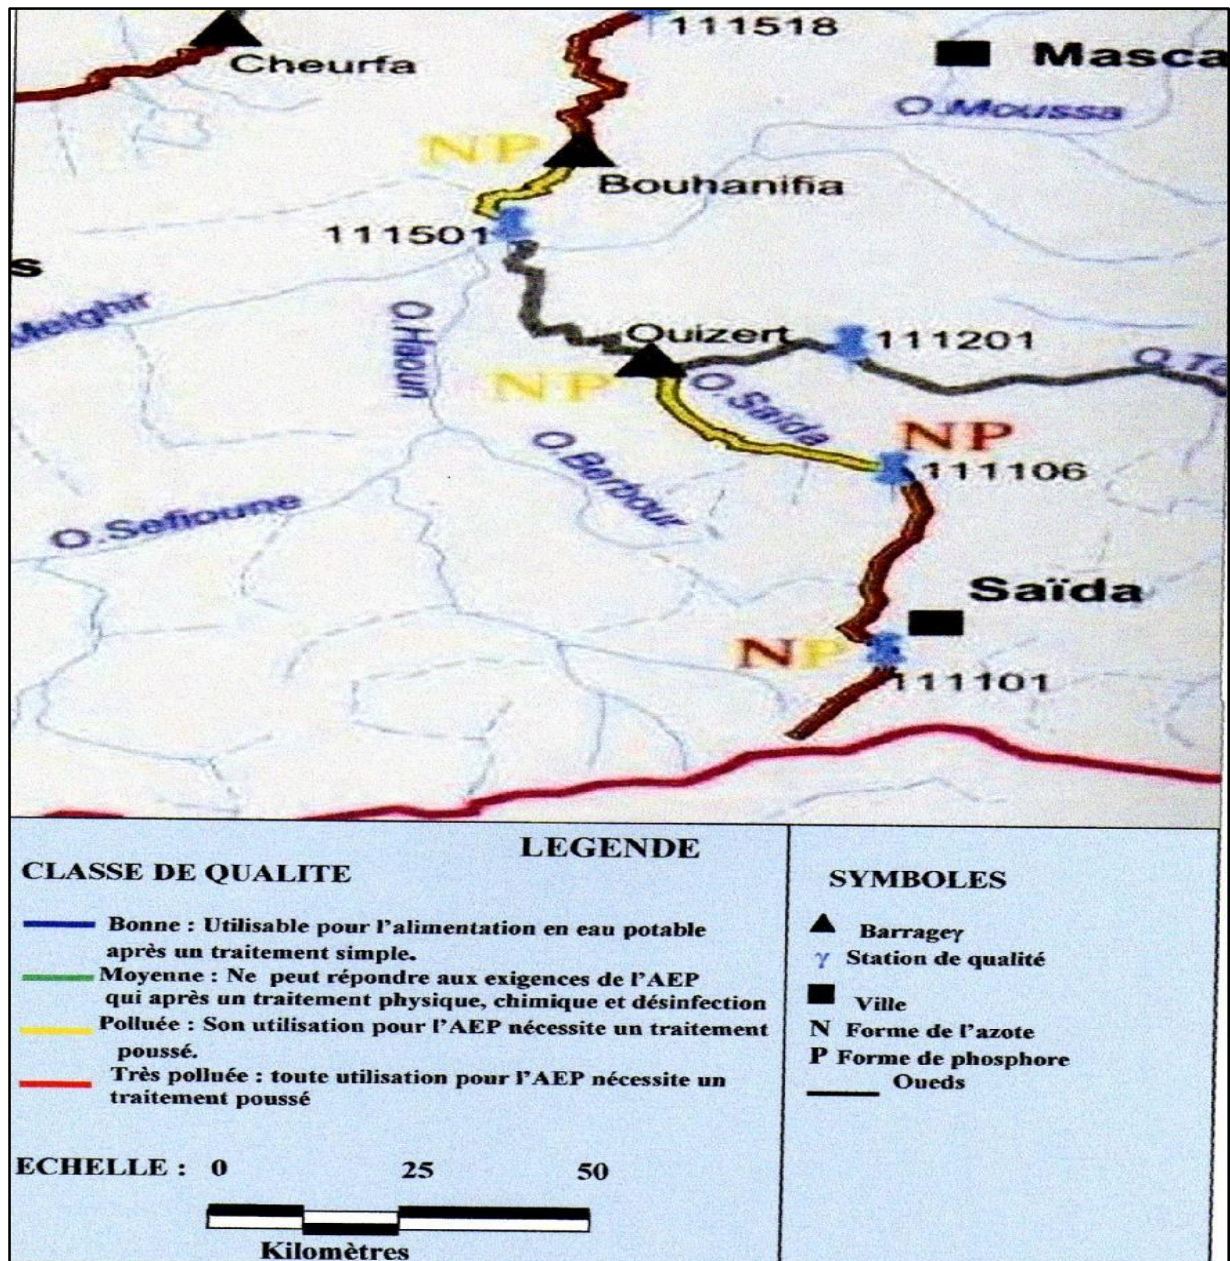 111518
Masca
Cheurfa
O.Moussa
NP
Bouhanifia
111501
s
Melghir
O.Haoun
Ouizert
111201
O.Te
NP
O.Saïda
NP
111106
O.Berbour
O.Sefioune
Saïda
NP
111101
LEGENDE
CLASSE DE QUALITE
Bonne : Utilisable pour l'alimentation en eau potable
après un traitement simple.
Moyenne : Ne peut répondre aux exigences de l'AEP
qui après un traitement physique, chimique et désinfection
Polluée : Son utilisation pour l'AEP nécessite un traitement
poussé.
Très polluée : toute utilisation pour l'AEP nécessite un
traitement poussé
ECHELLE : 0 25 50
Kilomètres
SYMBOLES
Barrageγ
γ Station de qualité
Ville
N Forme de l'azote
P Forme de phosphore
Oueds